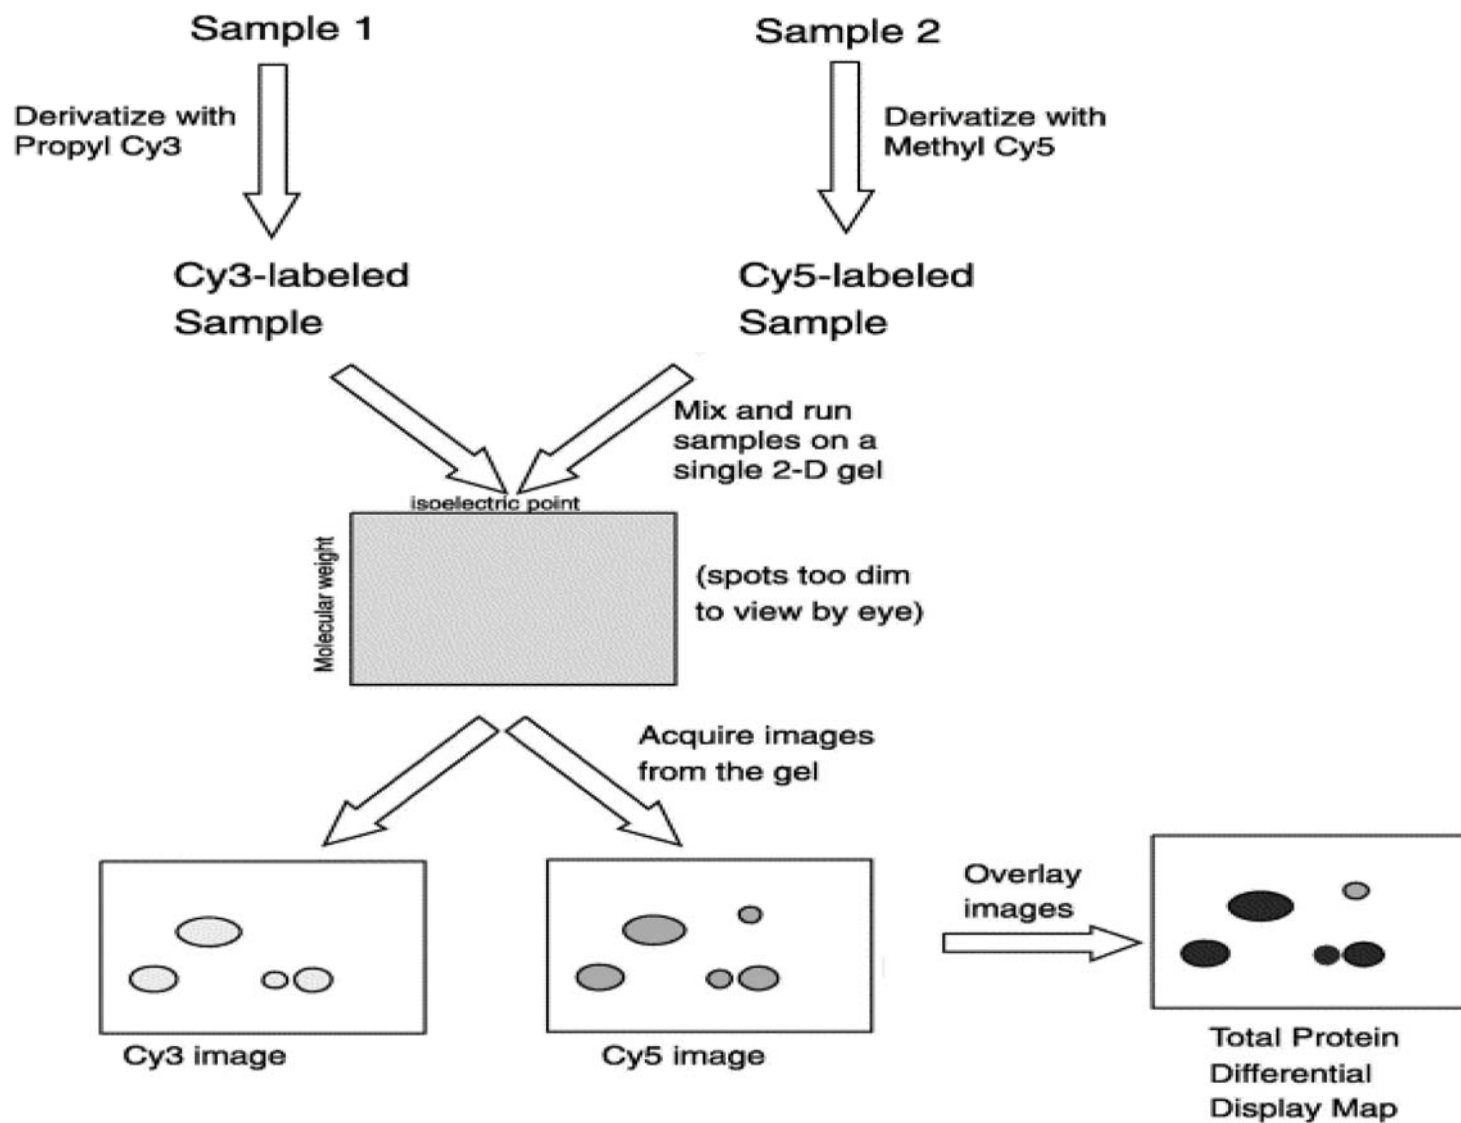 Sample 1
Sample 2
Derivatize with
Propyl Cy3
Derivatize with
Methyl Cy5
Cy3-labeled
Sample
Cy5-labeled
Sample
Mix and run
samples on a
single 2-D gel
isoelectric point
Molecular weight
(spots too dim
to view by eye)
Acquire images
from the gel
Overlay
images
Cy3 image
Cy5 image
Total Protein
Differential
Display Map